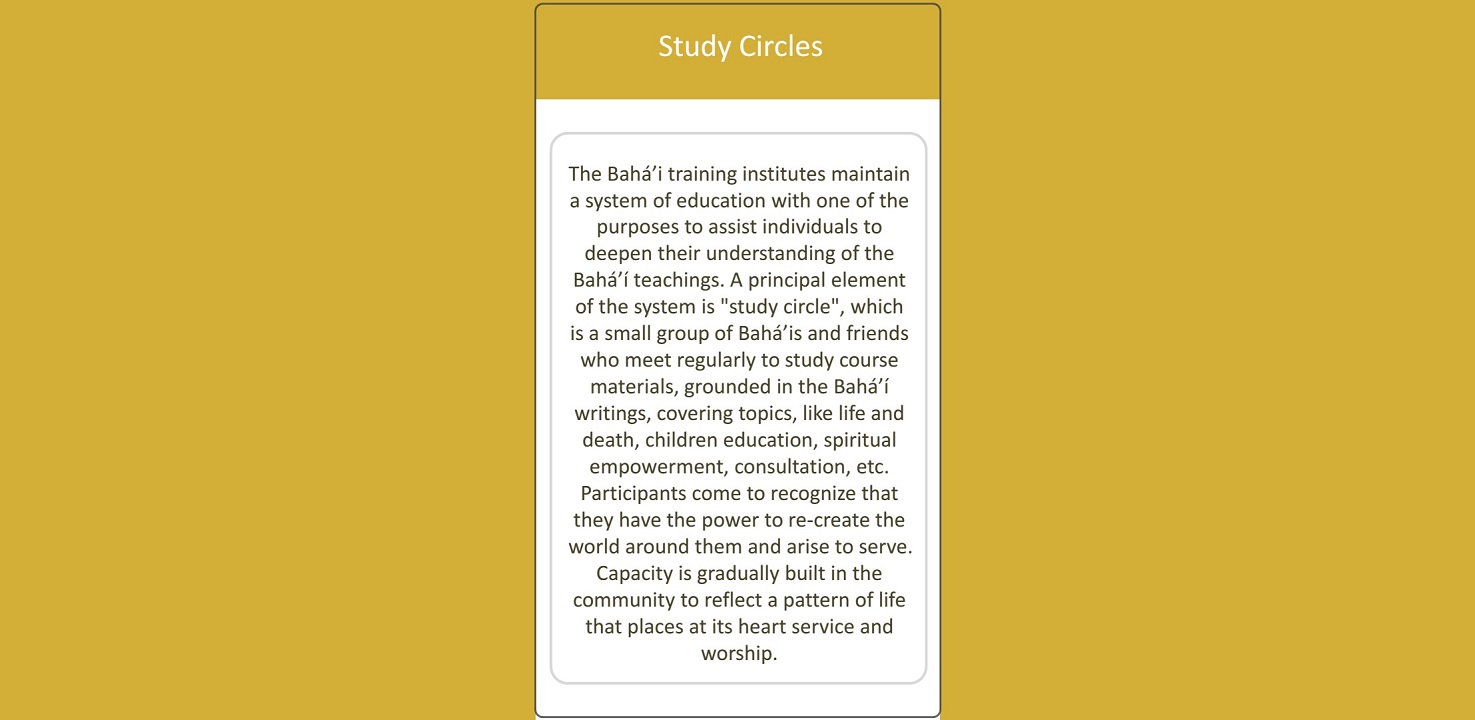 Study Circles
The Bahá’i training institutes maintain
a system of education with one of the
purposes to assist individuals to
deepen their understanding of the
Bahá’í teachings. A principal element
of the system is "study circle", which
is a small group of Bahá’is and friends
who meet regularly to study course
materials, grounded in the Bahá’í
writings, covering topics, like life and
death, children education, spiritual
empowerment, consultation, etc.
Participants come to recognize that
they have the power to re-create the
world around them and arise to serve.
Capacity is gradually built in the
community to reflect a pattern of life
that places at its heart service and
worship.